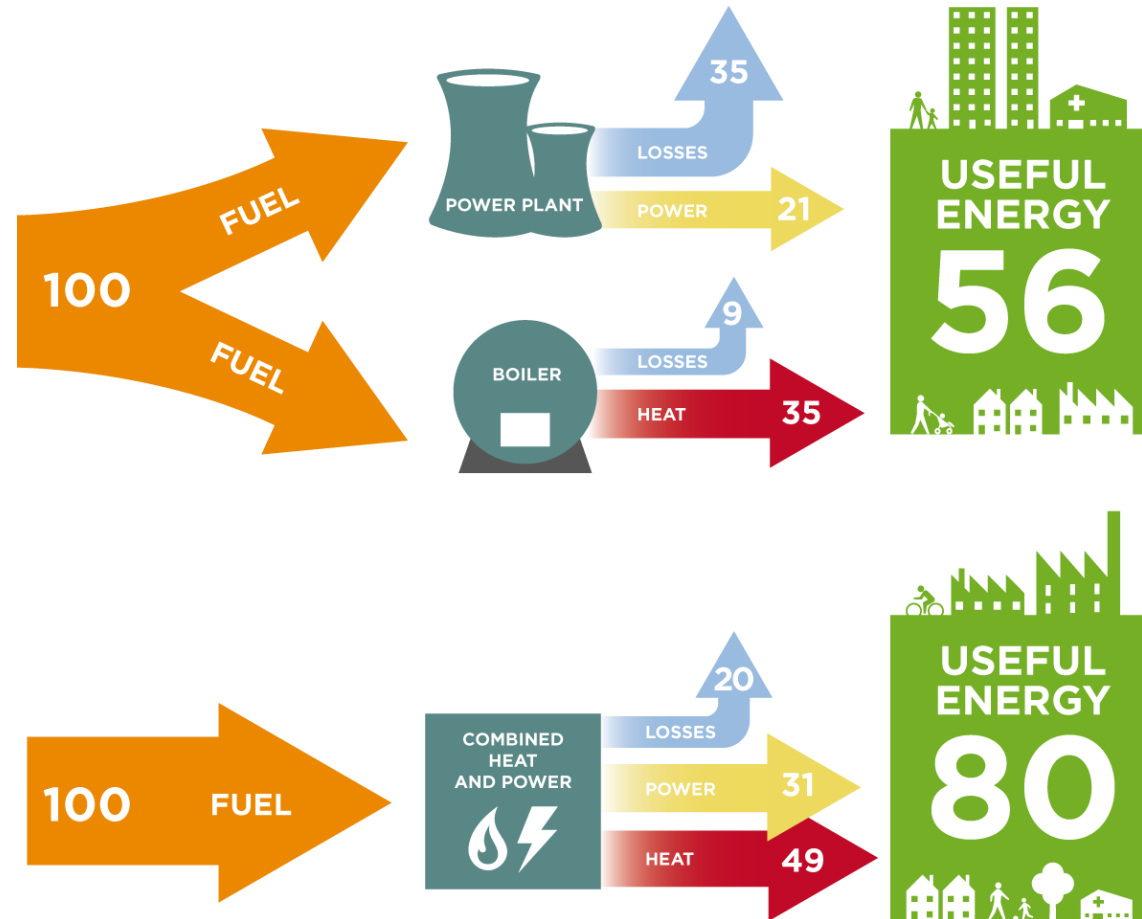 100
FUEL
FUEL
POWER PLANT
LOSSES
35
POWER
21
BOILER
LOSSES
9
HEAT
35
USEFUL
ENERGY
56
100
FUEL
COMBINED
HEAT
AND POWER
LOSSES
20
POWER
31
HEAT
49
USEFUL
ENERGY
80